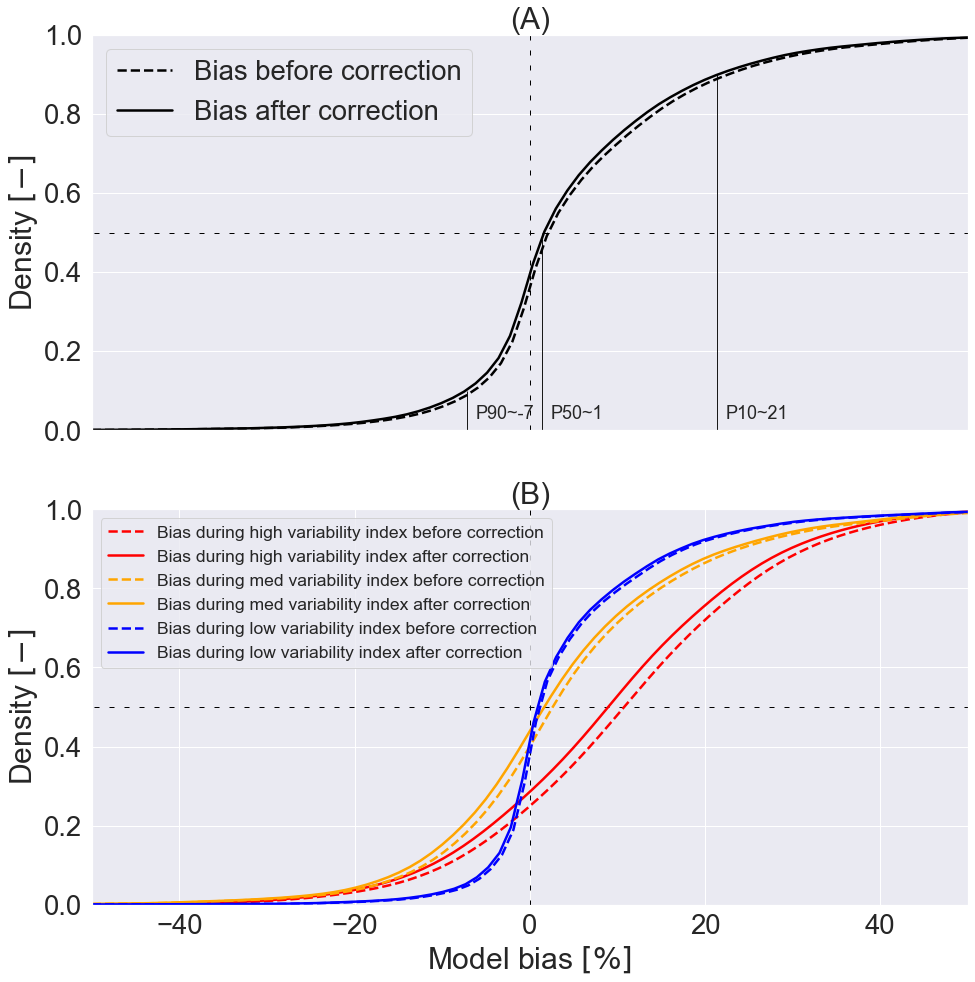 (A)
1.0
0.8
0.6
0.4
0.2
0.0
Density [−]
Bias before correction
Bias after correction
P90~-7
P50~1
P10~21
(B)
1.0
0.8
0.6
0.4
0.2
0.0
Density [−]
Bias during high variability index before correction
Bias during high variability index after correction
Bias during med variability index before correction
Bias during med variability index after correction
Bias during low variability index before correction
Bias during low variability index after correction
−40
−20
0
20
40
Model bias [%]